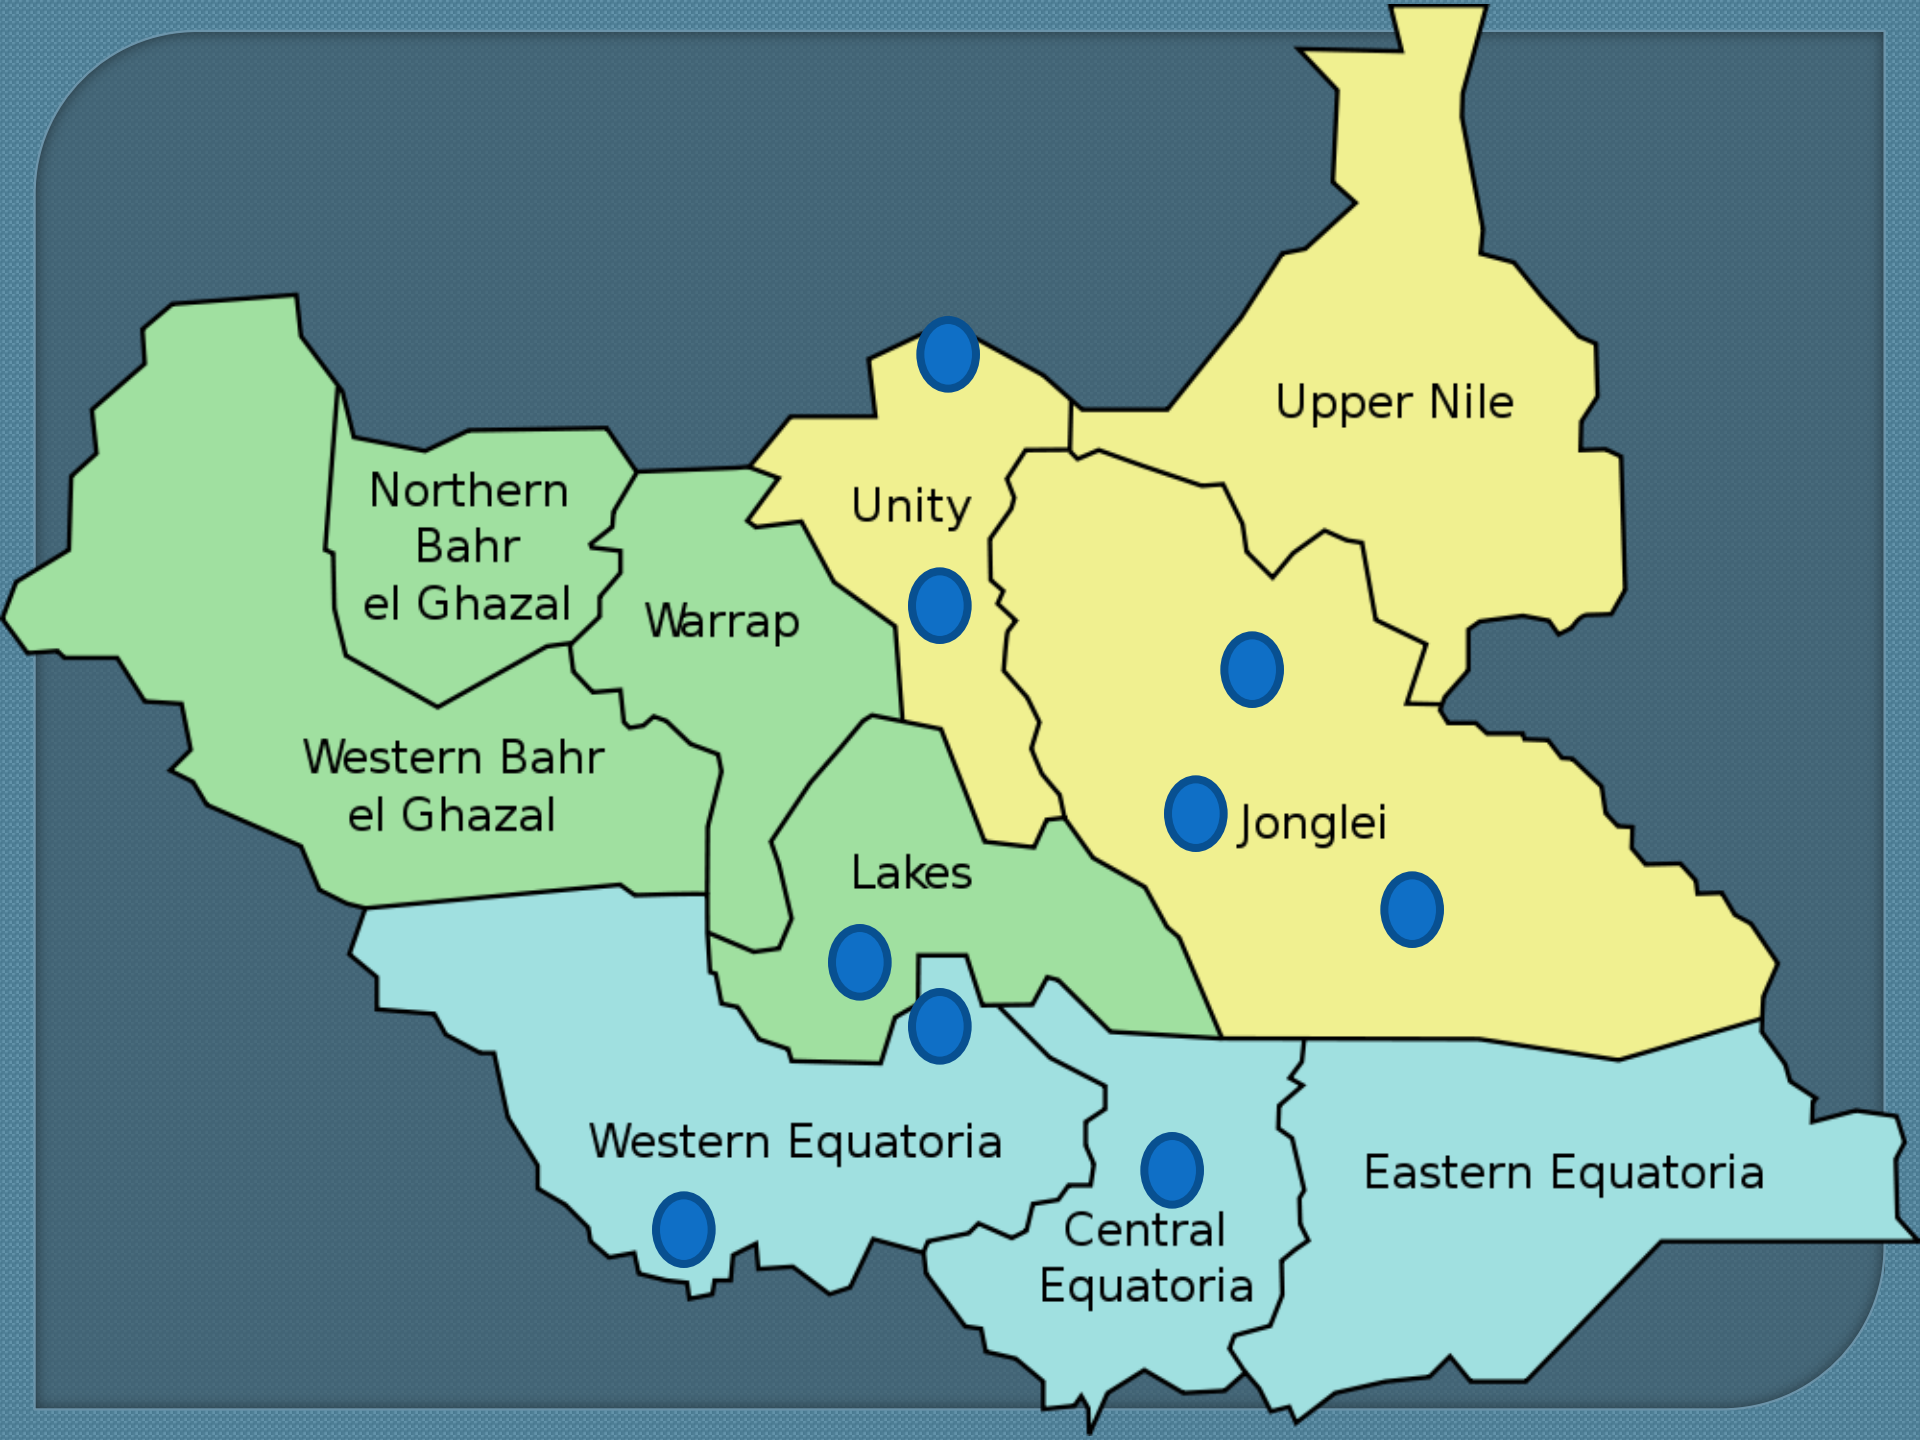 Upper Nile
Northern
Bahr
el Ghazal
Unity
Warrap
Western Bahr
el Ghazal
Jonglei
Lakes
Western Equatoria
Eastern Equatoria
Central
Equatoria